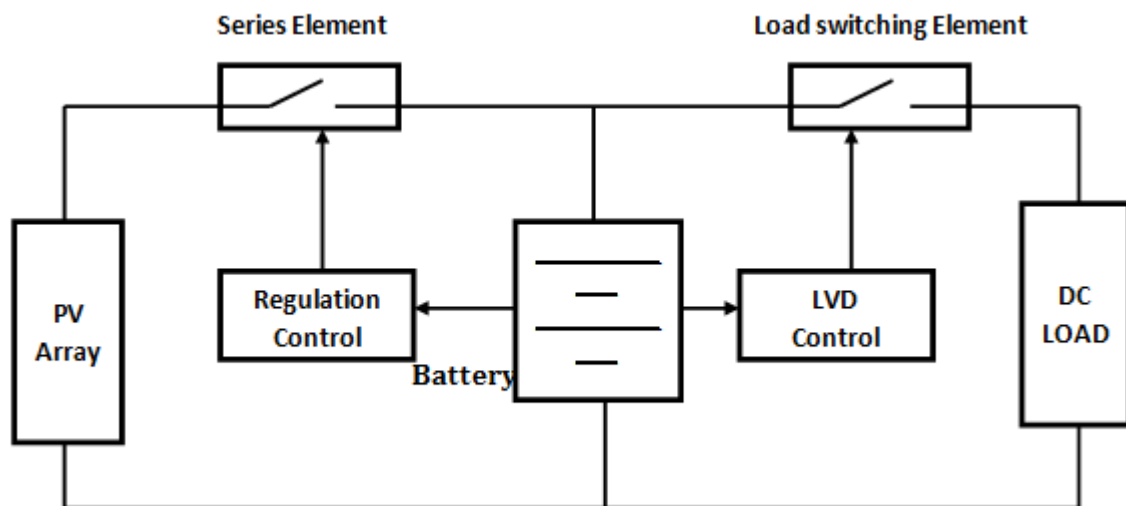 Series Element
Load switching Element
PV
Array
Regulation
Control
Battery
LVD
Control
DC
LOAD